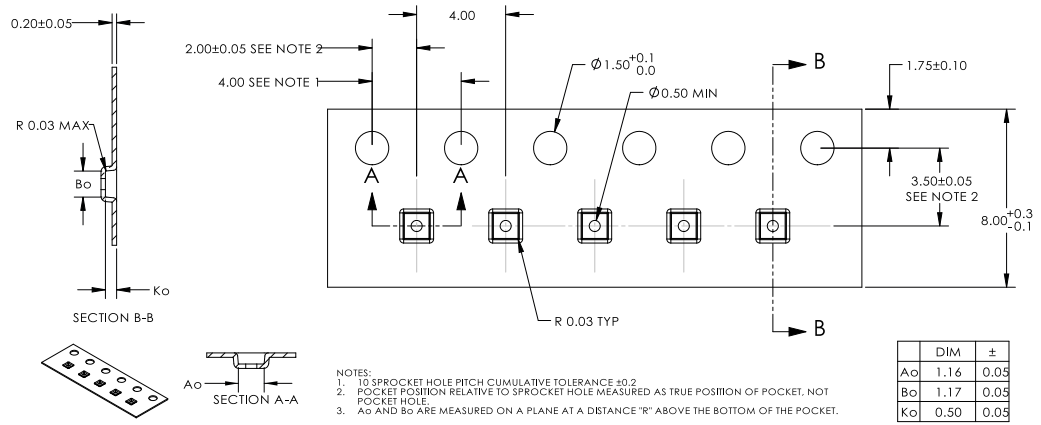 0.20±0.05
4.00
2.00±0.05 SEE NOTE 2
4.00 SEE NOTE 1
Ø1.50 +0.1 0.0
Ø0.50 MIN
B
1.75±0.10
R 0.03 MAX
Bo
A A
3.50±0.05
SEE NOTE 2
8.00 +0.3 -0.1
Ko
SECTION B-B
R 0.03 TYP
B
Ao
SECTION A-A
NOTES:
1. 10 SPROCKET HOLE PITCH CUMULATIVE TOLERANCE ±0.2
2. POCKET POSITION RELATIVE TO SPROCKET HOLE MEASURED AS TRUE POSITION OF POCKET, NOT
POCKET HOLE.
3. Ao AND Bo ARE MEASURED ON A PLANE AT A DISTANCE "R" ABOVE THE BOTTOM OF THE POCKET.
DIM ±
Ao 1.16 0.05
Bo 1.17 0.05
Ko 0.50 0.05